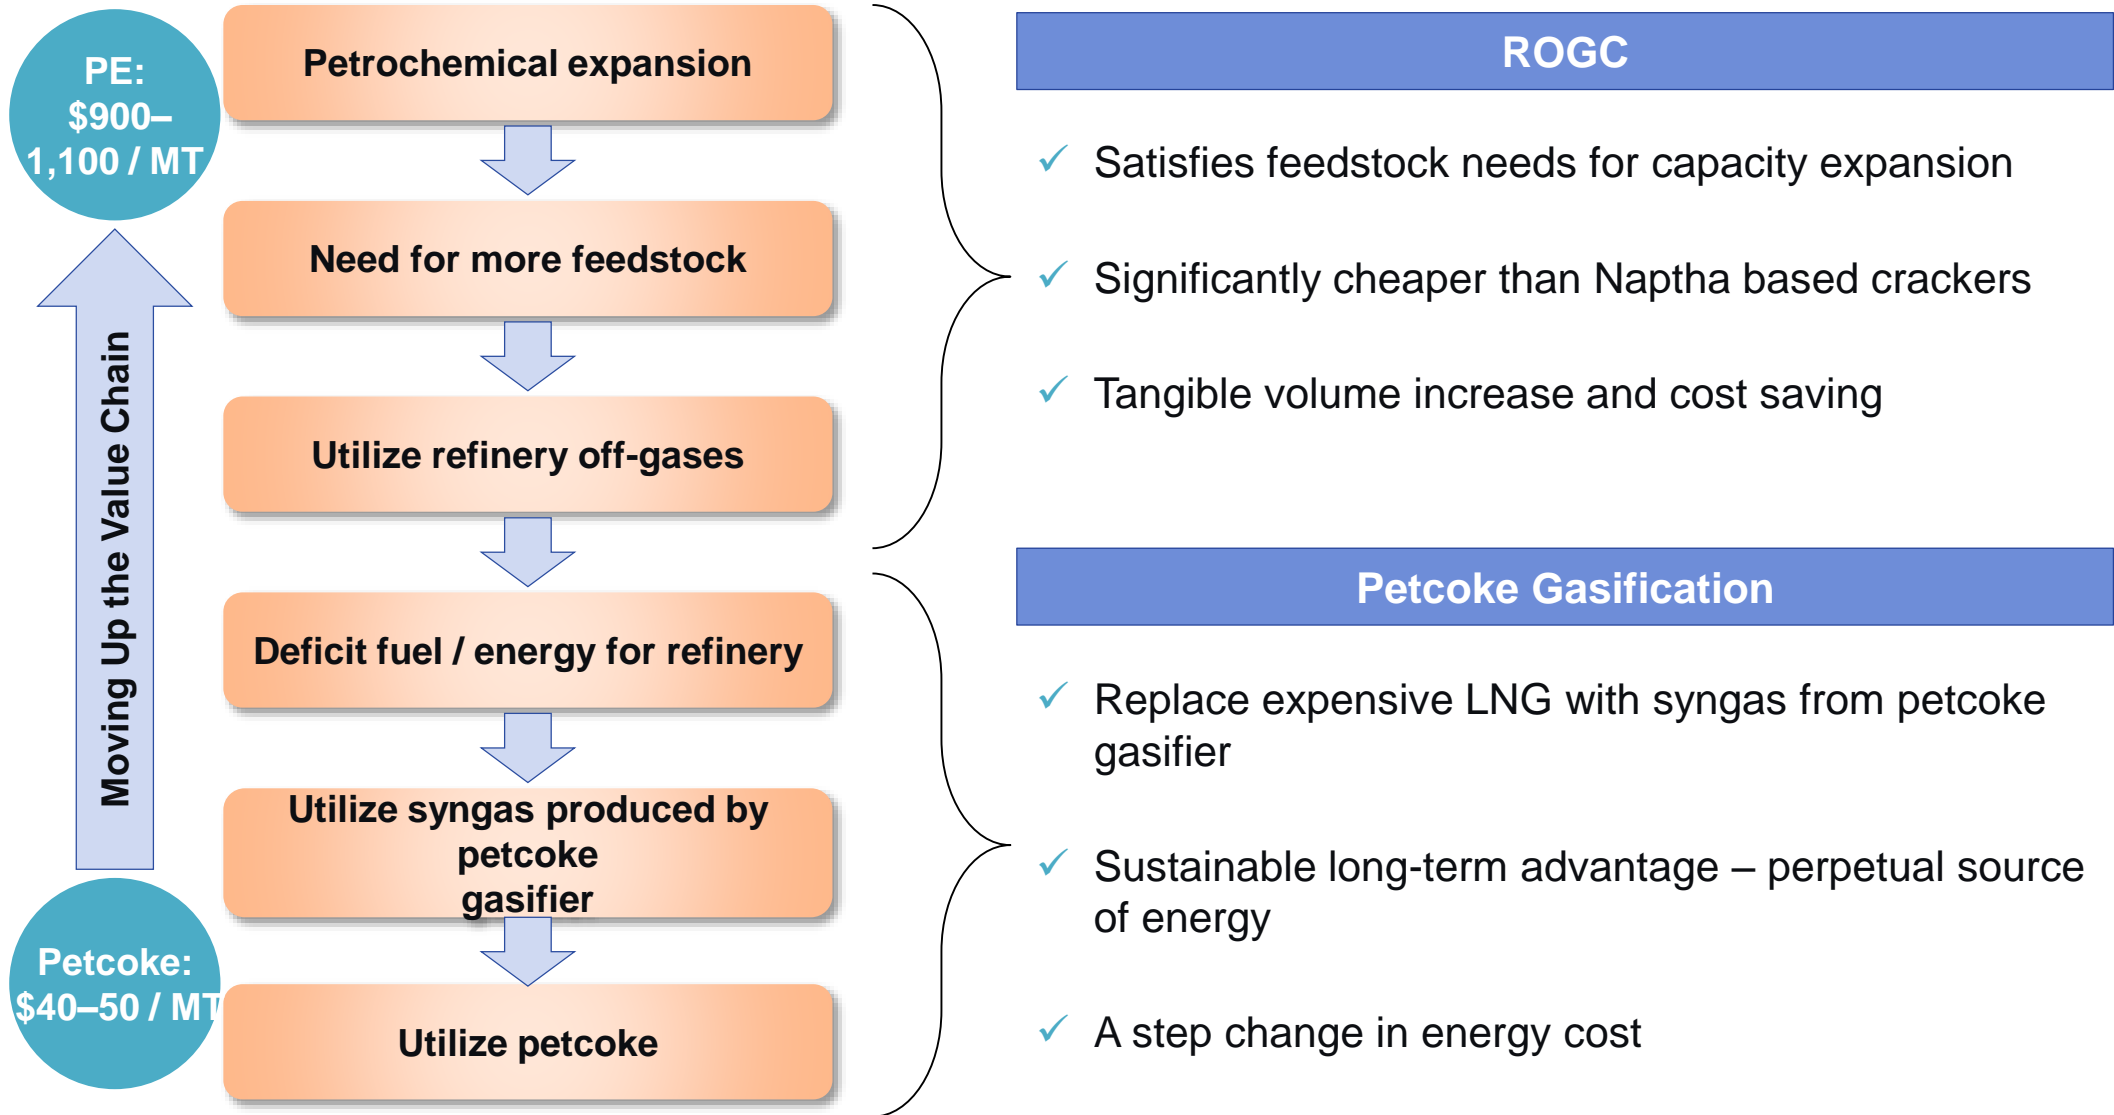 PE:
$900–
1,100 / MT
Moving Up the Value Chain
Petcoke:
$40–50 / MT
Petrochemical expansion
Need for more feedstock
Utilize refinery off-gases
Deficit fuel / energy for refinery
Utilize syngas produced by
petcoke
gasifier
Utilize petcoke
ROGC
✓ Satisfies feedstock needs for capacity expansion
✓ Significantly cheaper than Naptha based crackers
✓ Tangible volume increase and cost saving
Petcoke Gasification
✓ Replace expensive LNG with syngas from petcoke
gasifier
✓ Sustainable long-term advantage – perpetual source
of energy
✓ A step change in energy cost